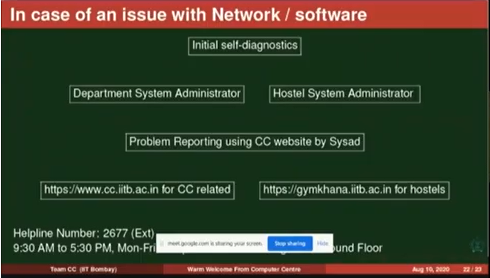 In case of an issue with Network / software
Initial self-diagnostics
Department System Administrator
Hostel System Administrator
Problem Reporting using CC website by Sysad
https://www.cc.iitb.ac.in for CC related
https://gymkhana.iitb.ac.in for hostels
Helpline Number: 2677 (Ext)
9:30 AM to 5:30 PM, Mon-Fri
meet.google.com is sharing your screen. Stop sharing Hide
Floor
Team CC (IIT Bombay) Warm Welcome From Computer Centre Aug 10, 2020 22 / 23